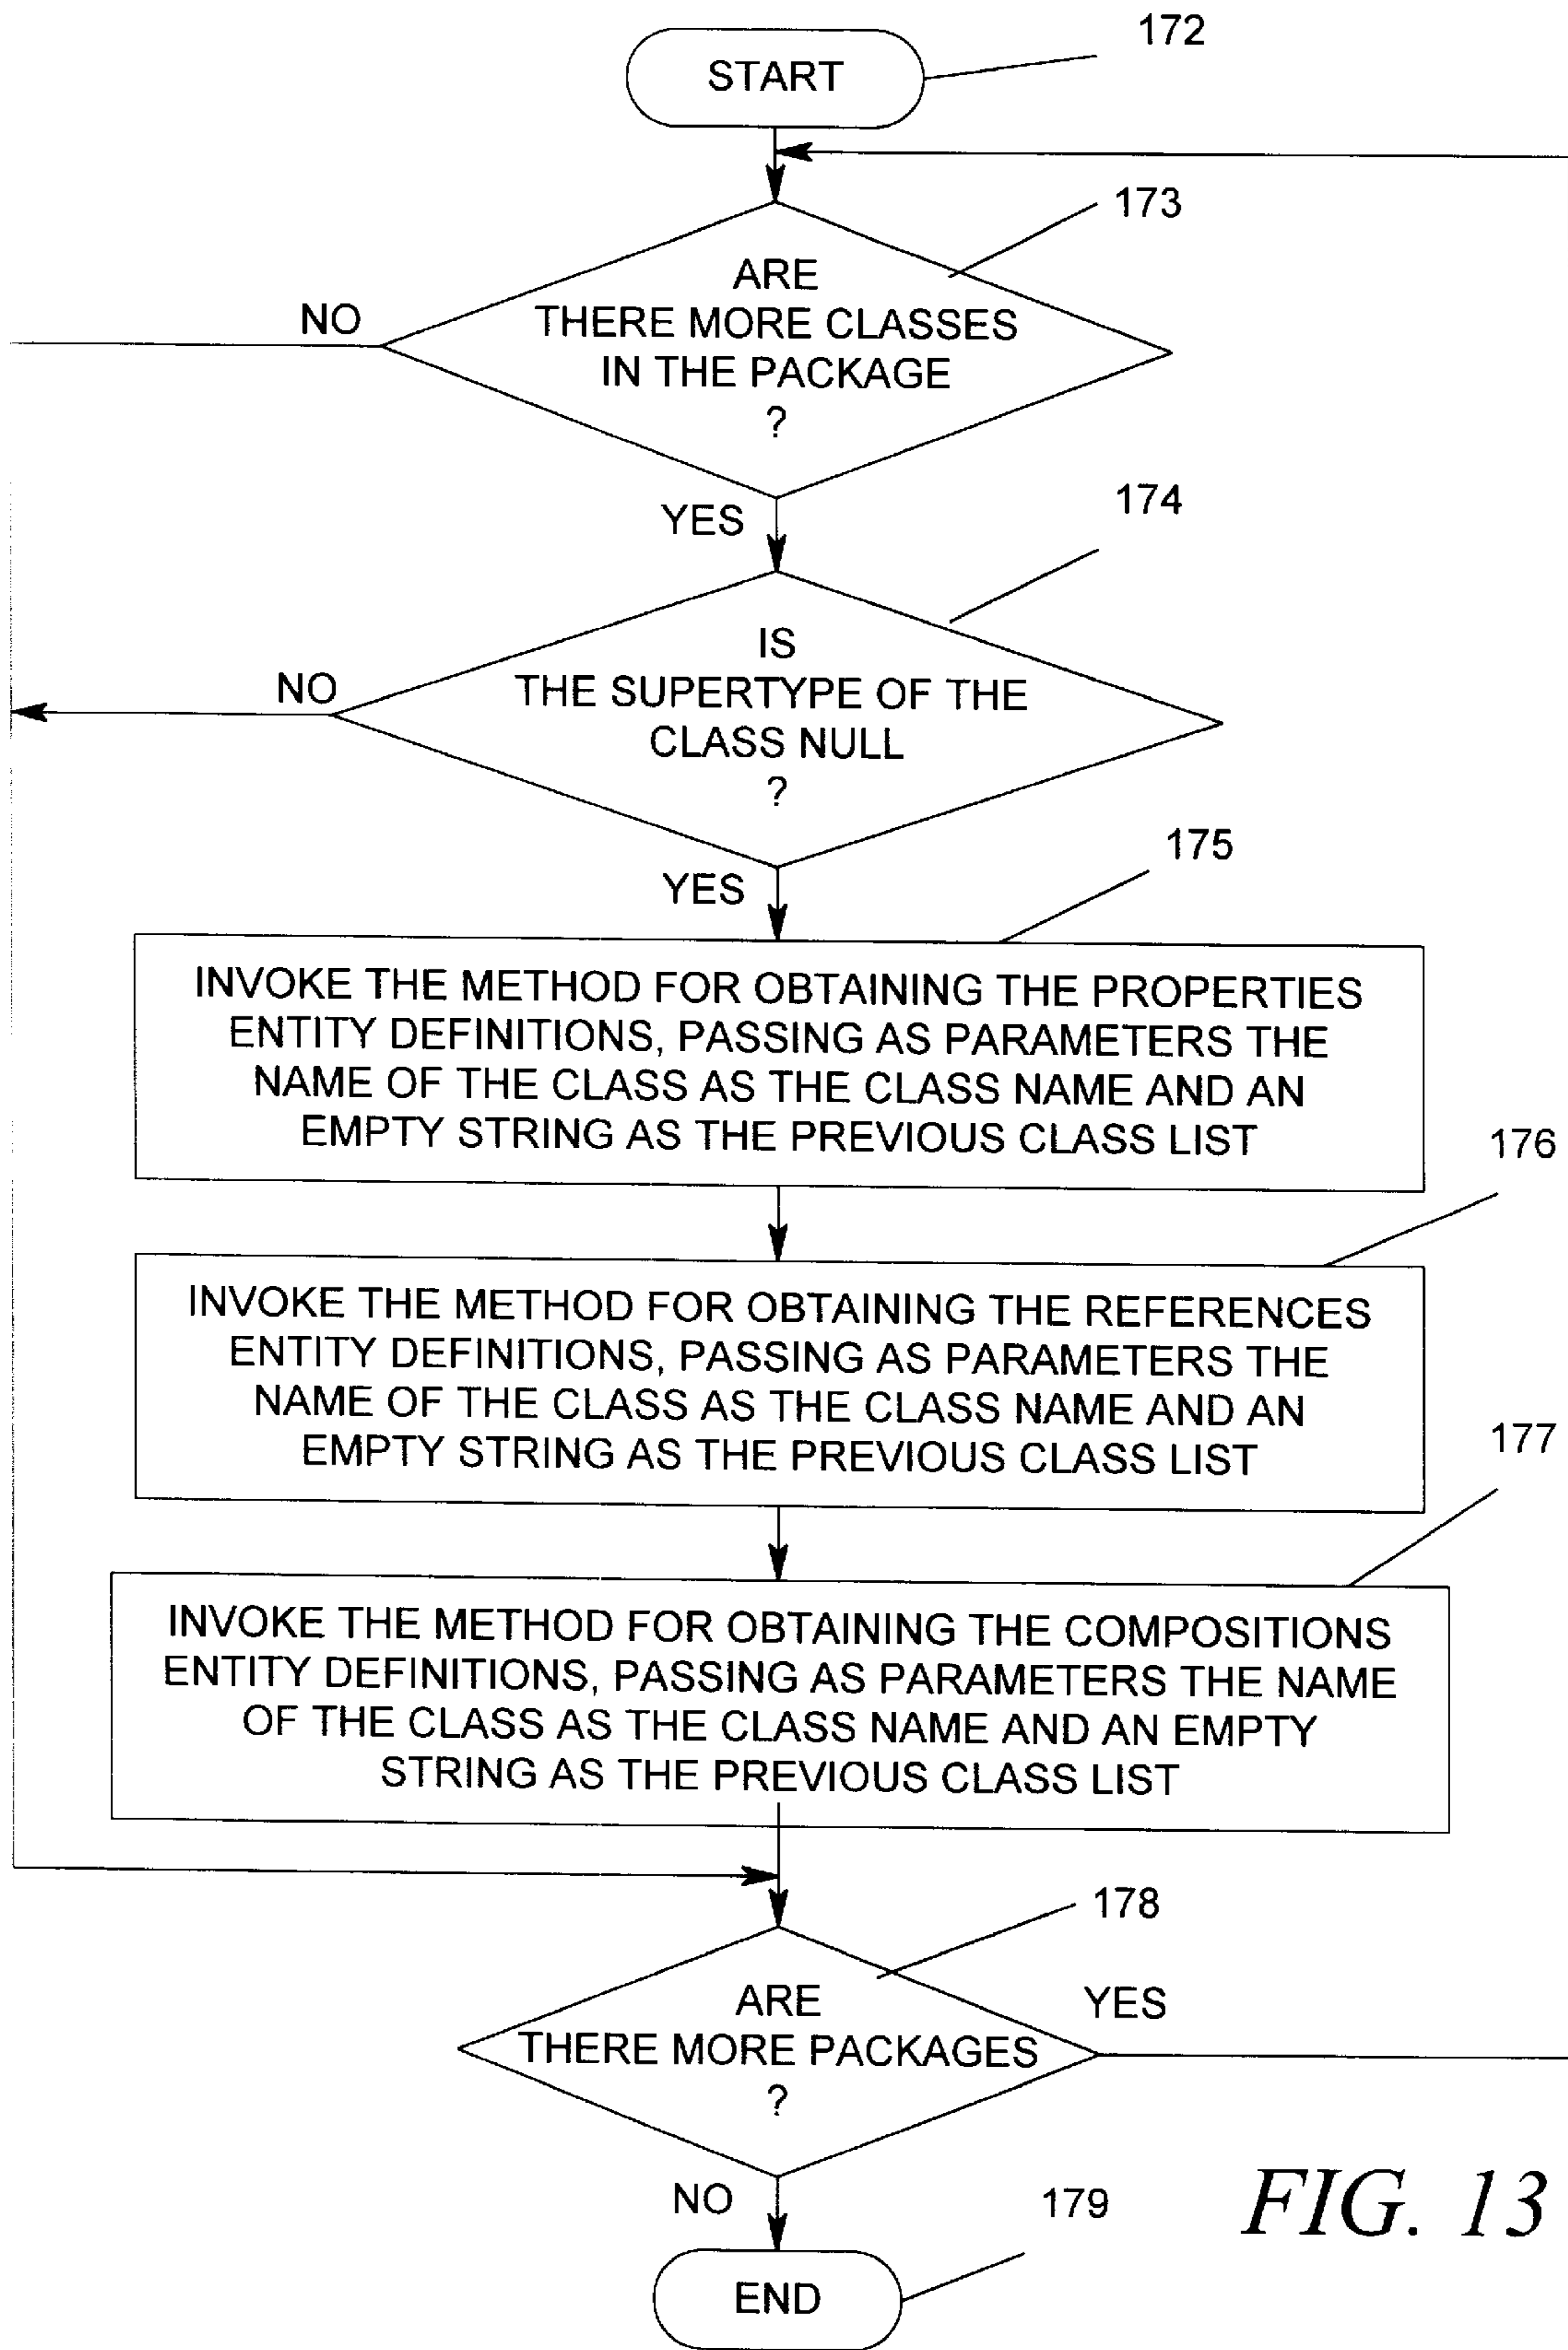 172
START
173
ARE
THERE MORE CLASSES
IN THE PACKAGE
?
NO
YES
174
IS
THE SUPERTYPE OF THE
CLASS NULL
?
NO
YES
175
INVOKE THE METHOD FOR OBTAINING THE PROPERTIES
ENTITY DEFINITIONS, PASSING AS PARAMETERS THE
NAME OF THE CLASS AS THE CLASS NAME AND AN
EMPTY STRING AS THE PREVIOUS CLASS LIST
176
INVOKE THE METHOD FOR OBTAINING THE REFERENCES
ENTITY DEFINITIONS, PASSING AS PARAMETERS THE
NAME OF THE CLASS AS THE CLASS NAME AND AN
EMPTY STRING AS THE PREVIOUS CLASS LIST
177
INVOKE THE METHOD FOR OBTAINING THE COMPOSITIONS
ENTITY DEFINITIONS, PASSING AS PARAMETERS THE NAME
OF THE CLASS AS THE CLASS NAME AND AN EMPTY
STRING AS THE PREVIOUS CLASS LIST
178
ARE
THERE MORE PACKAGES
?
YES
NO
179
END
FIG. 13